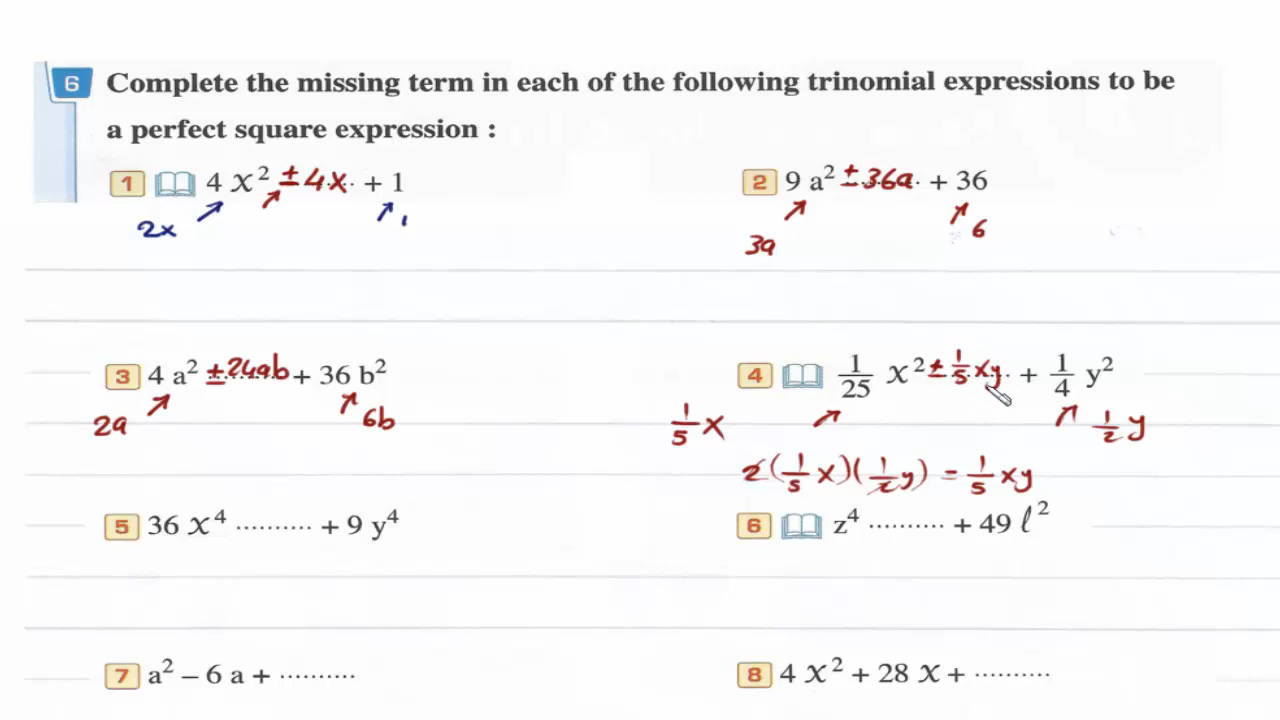 6 Complete the missing term in each of the following trinomial expressions to be
a perfect square expression :
1 4 x² ± 4x + 1
2x 1
2 9 a² ± 36a + 36
3a 6
3 4 a² ± 24ab + 36 b²
2a 6b
4 1/25 x² ± 1/5 xy + 1/4 y²
1/5 x 1/2 y
2(1/5 x)(1/2 y) = 1/5 xy
5 36 x⁴ .......... + 9 y⁴
6 z⁴ .......... + 49 ℓ²
7 a² – 6 a + ..........
8 4 x² + 28 x + ..........